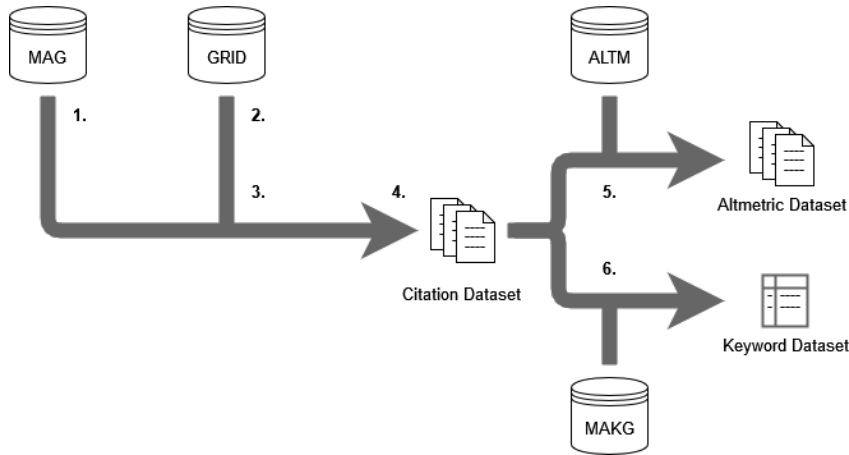 MAG
GRID
ALTM
1.
2.
3.
4.
5.
Altmetric Dataset
6.
Citation Dataset
Keyword Dataset
MAKG